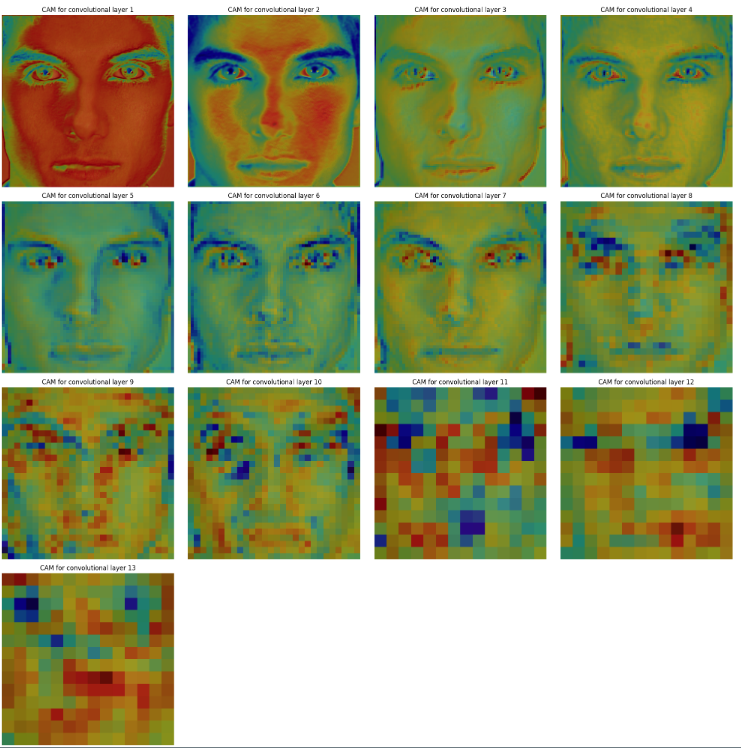 CAM for convolutional layer 1
CAM for convolutional layer 2
CAM for convolutional layer 3
CAM for convolutional layer 4
CAM for convolutional layer 5
CAM for convolutional layer 6
CAM for convolutional layer 7
CAM for convolutional layer 8
CAM for convolutional layer 9
CAM for convolutional layer 10
CAM for convolutional layer 11
CAM for convolutional layer 12
CAM for convolutional layer 13